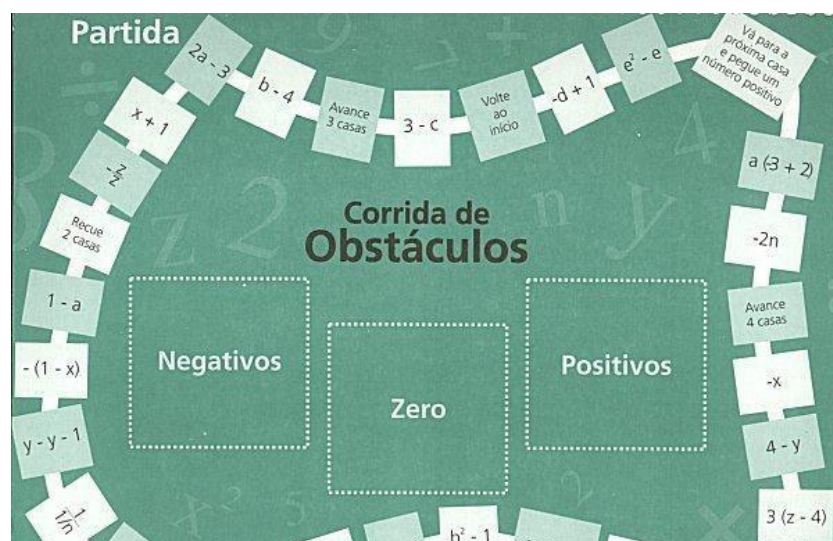 Partida
2a - 3
b - 4
Avance
3 casas
3 - c
Volte
ao
início
-d + 1
e² - e
Vá para a
próxima casa
e pegue um
número positivo
a (-3 + 2)
-2n
Avance
4 casas
-x
4 - y
3 (z - 4)
b² - 1
1
1/n
y - y - 1
- (1 - x)
1 - a
Recue
2 casas
- z
z
x + 1
Corrida de
Obstáculos
Negativos
Zero
Positivos